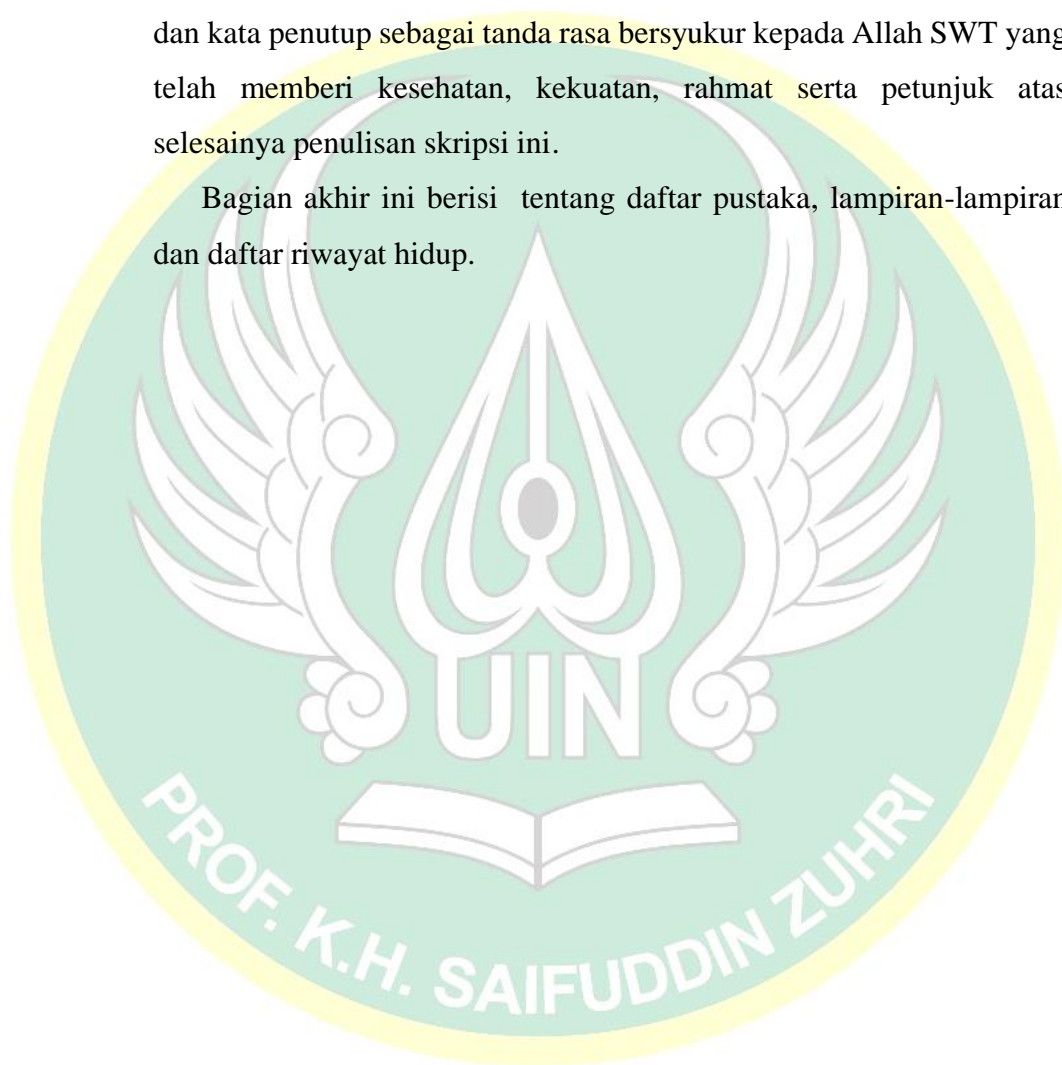 dan kata penutup sebagai tanda rasa bersyukur kepada Allah SWT yang
telah memberi kesehatan, kekuatan, rahmat serta petunjuk atas
selesainya penulisan skripsi ini.
Bagian akhir ini berisi tentang daftar pustaka, lampiran-lampiran
dan daftar riwayat hidup.
UIN
PROF. K.H. SAIFUDDIN ZUHRI